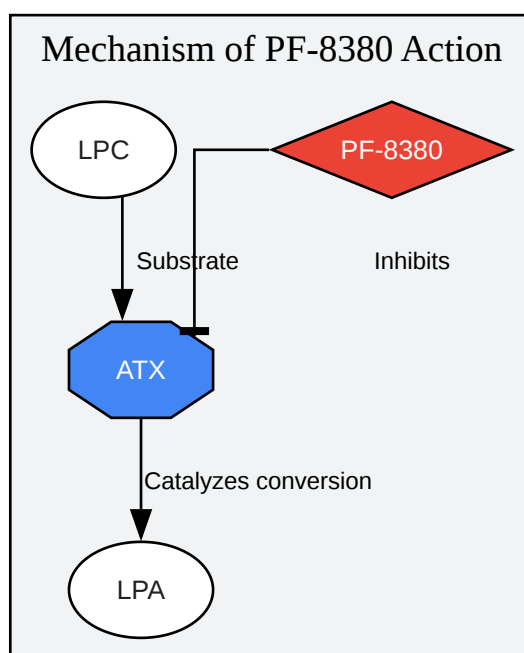 Mechanism of PF-8380 Action
LPC
PF-8380
Substrate
Inhibits
ATX
Catalyzes conversion
LPA